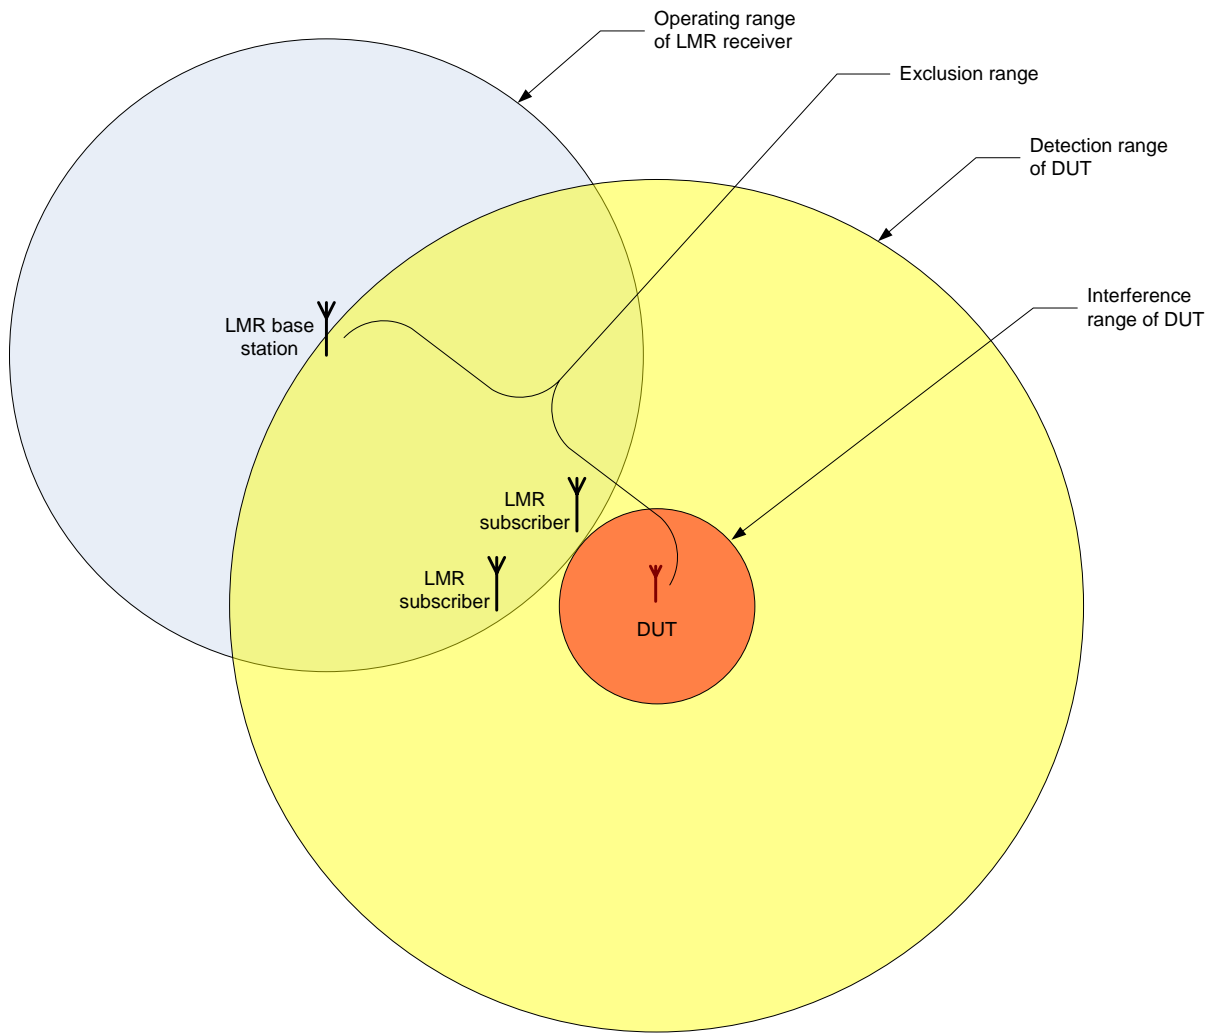 Operating range
of LMR receiver
Exclusion range
Detection range
of DUT
Interference
range of DUT
LMR base
station
LMR
subscriber
LMR
subscriber
DUT